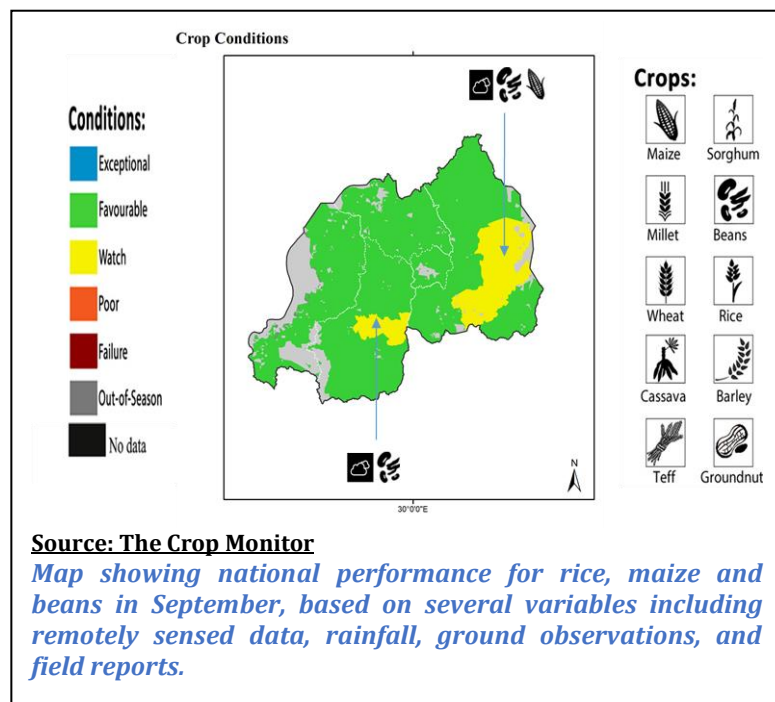 Crop Conditions
Conditions:
Exceptional
Favourable
Watch
Poor
Failure
Out-of-Season
No data
N
30°0'0"E
Crops:
Maize Sorghum
Millet Beans
Wheat Rice
Cassava Barley
Teff Groundnut
Source: The Crop Monitor
Map showing national performance for rice, maize and
beans in September, based on several variables including
remotely sensed data, rainfall, ground observations, and
field reports.